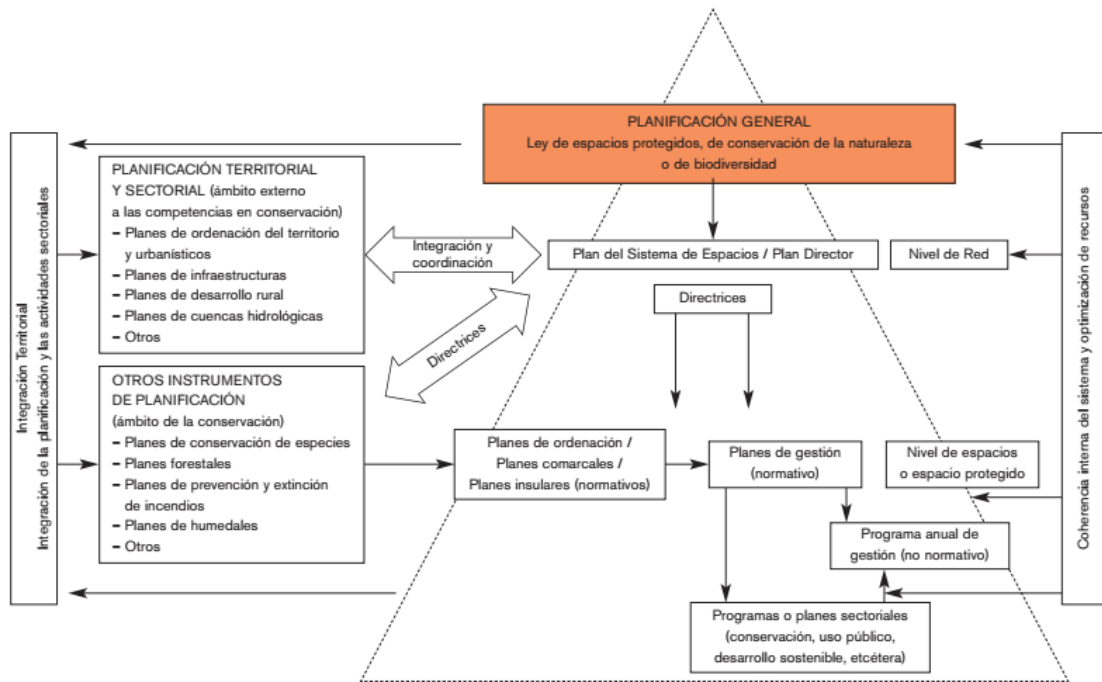 PLANIFICACIÓN GENERAL
Ley de espacios protegidos, de conservación de la naturaleza
o de biodiversidad
Integración Territorial
Integración de la planificación y las actividades sectoriales
PLANIFICACIÓN TERRITORIAL
Y SECTORIAL (ámbito externo
a las competencias en conservación)
– Planes de ordenación del territorio
y urbanísticos
– Planes de infraestructuras
– Planes de desarrollo rural
– Planes de cuencas hidrológicas
– Otros
Integración y
coordinación
Plan del Sistema de Espacios / Plan Director
Nivel de Red
Directrices
Directrices
OTROS INSTRUMENTOS
DE PLANIFICACIÓN
(ámbito de la conservación)
– Planes de conservación de especies
– Planes forestales
– Planes de prevención y extinción
de incendios
– Planes de humedales
– Otros
Planes de ordenación /
Planes comarcales /
Planes insulares (normativos)
Planes de gestión
(normativo)
Nivel de espacios
o espacio protegido
Programa anual de
gestión (no normativo)
Programas o planes sectoriales
(conservación, uso público,
desarrollo sostenible, etcétera)
Coherencia interna del sistema y optimización de recursos